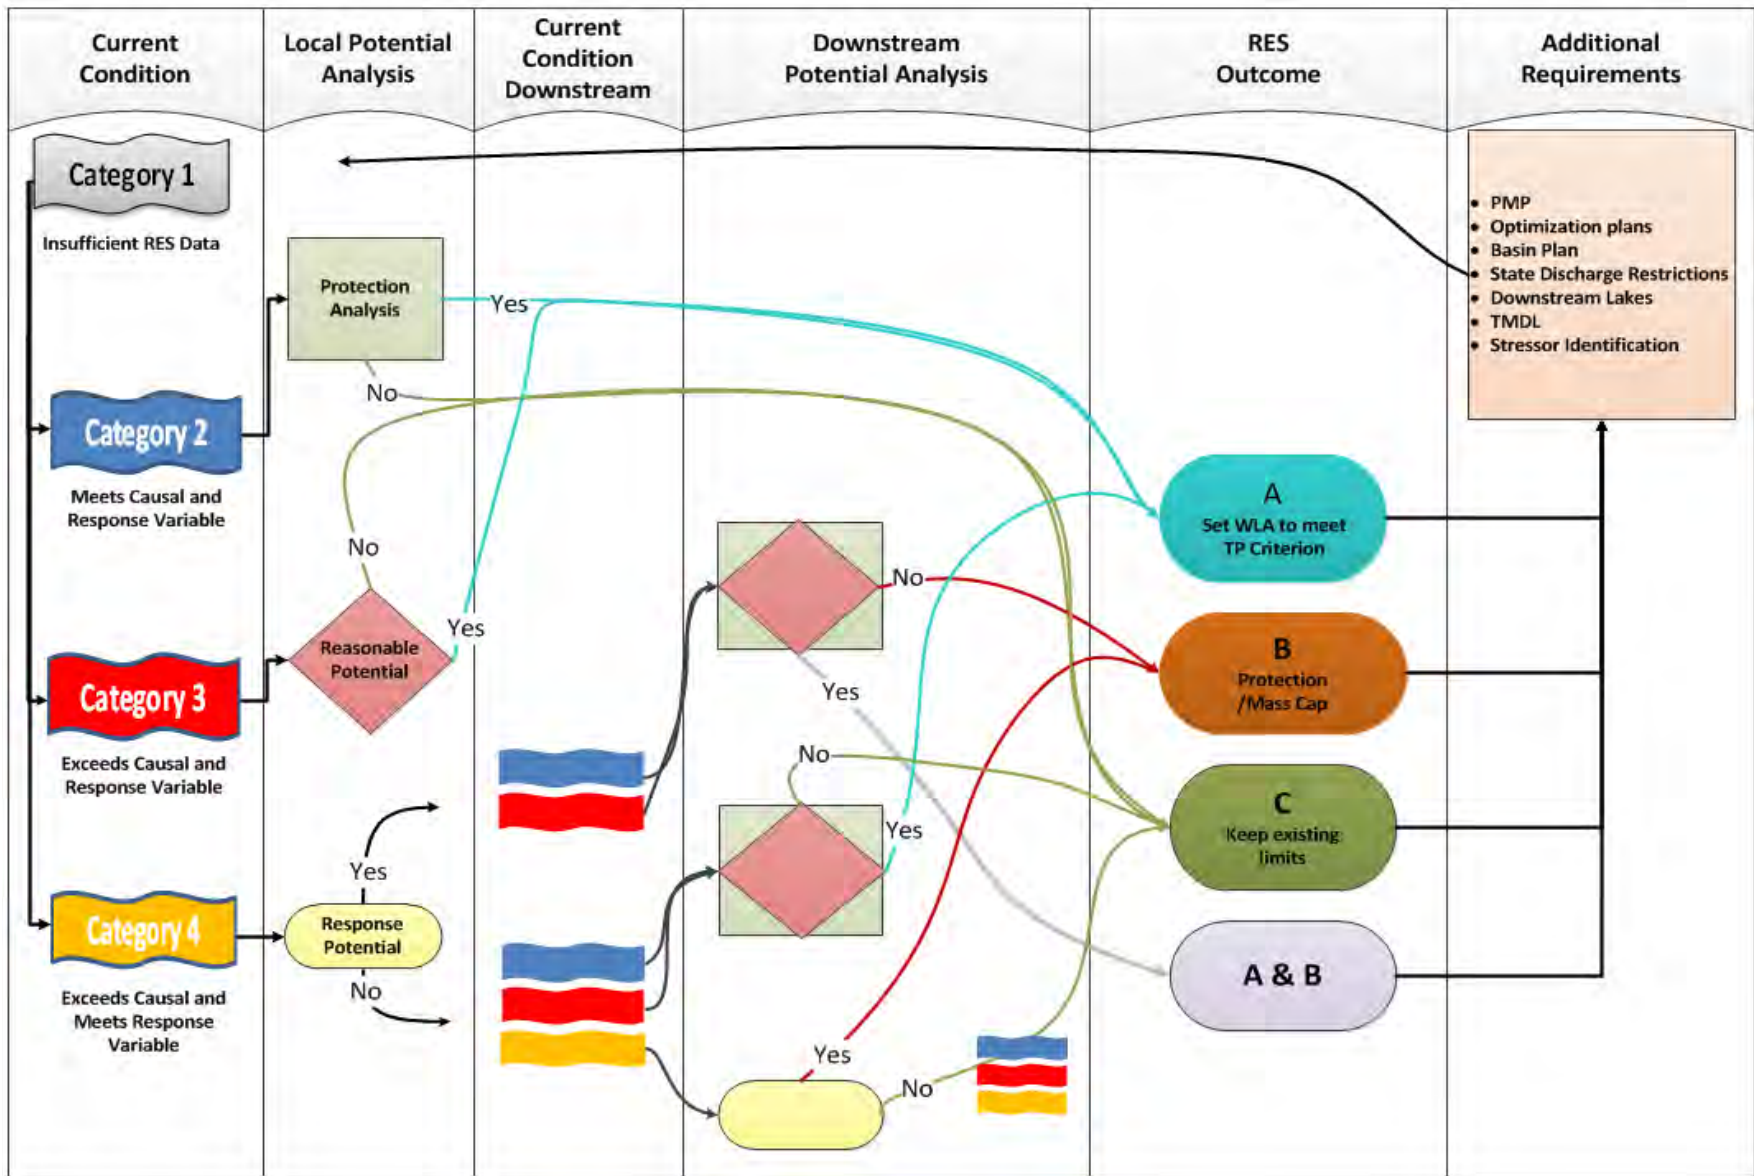 Current
Condition
Local Potential
Analysis
Current
Condition
Downstream
Downstream
Potential Analysis
RES
Outcome
Additional
Requirements
Category 1
Insufficient RES Data
Category 2
Meets Causal and
Response Variable
Category 3
Exceeds Causal and
Response Variable
Category 4
Exceeds Causal and
Meets Response
Variable
Protection
Analysis
Yes
No
No
Reasonable
Potential
Yes
Yes
Response
Potential
No
No
Yes
No
Yes
Yes
No
A
Set WLA to meet
TP Criterion
B
Protection
/Mass Cap
C
Keep existing
limits
A & B
• PMP
• Optimization plans
• Basin Plan
• State Discharge Restrictions
• Downstream Lakes
• TMDL
• Stressor Identification